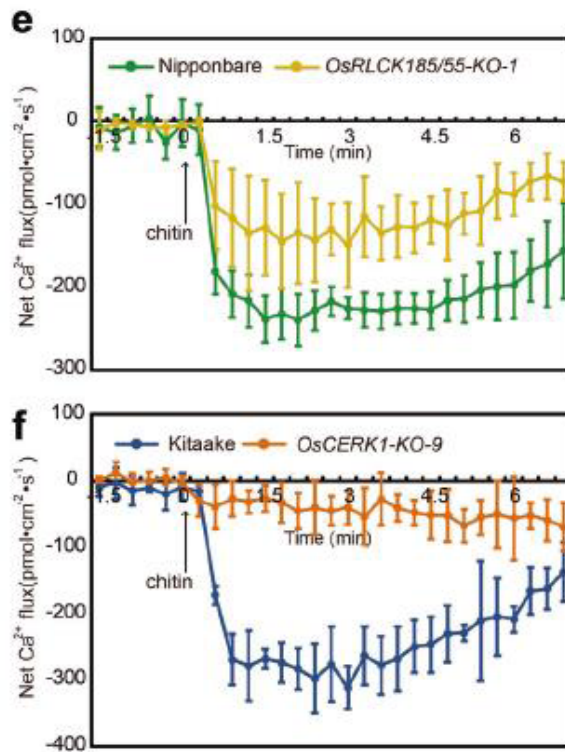 e
100
Nipponbare OsRLCK185/55-KO-1
0
-1.5 0 1.5 3 4.5 6
Time (min)
-100
chitin
-200
-300
Net Ca²⁺ flux(pmol•cm⁻²•s⁻¹)
f
100
Kitaake OsCERK1-KO-9
0
-1.5 0 1.5 3 4.5 6
Time (min)
-100
chitin
-200
-300
-400
Net Ca²⁺ flux(pmol•cm⁻²•s⁻¹)